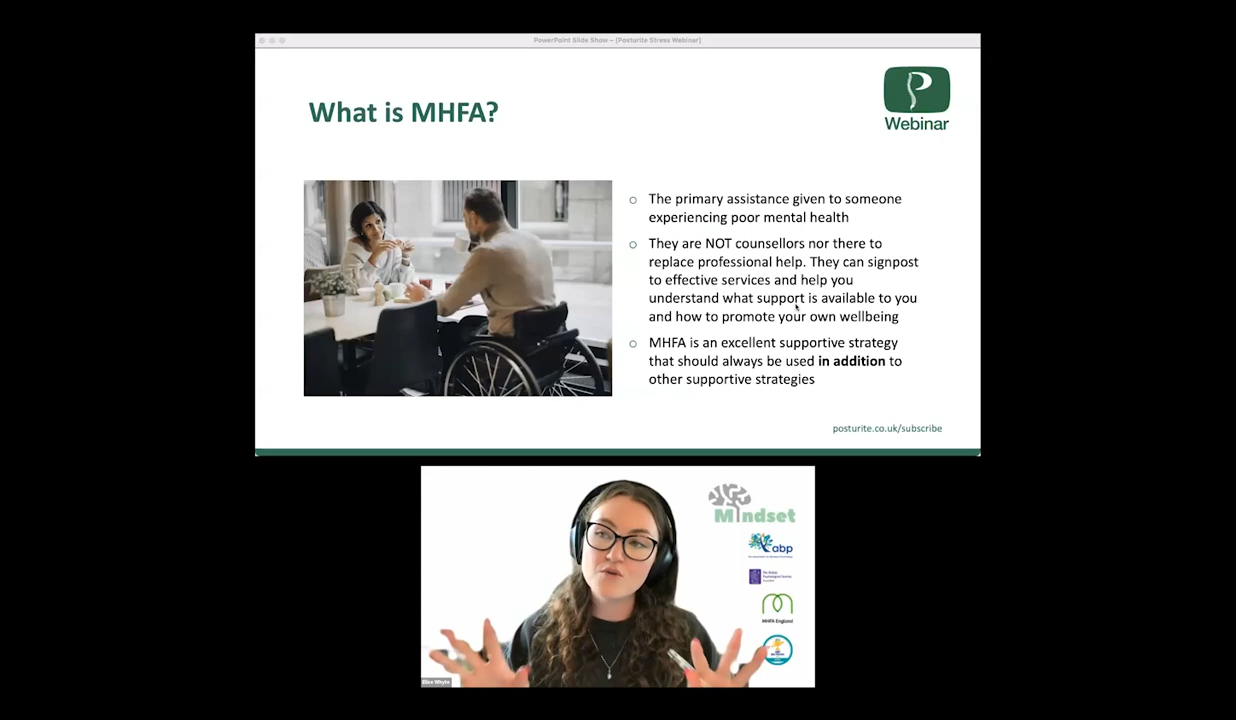 PowerPoint Slide Show – [Posturite Stress Webinar]
What is MHFA?
Webinar
The primary assistance given to someone
experiencing poor mental health
They are NOT counsellors nor there to
replace professional help. They can signpost
to effective services and help you
understand what support is available to you
and how to promote your own wellbeing
MHFA is an excellent supportive strategy
that should always be used in addition to
other supportive strategies
posturite.co.uk/subscribe
Mindset
abp
MHFA England
Elice Whyte